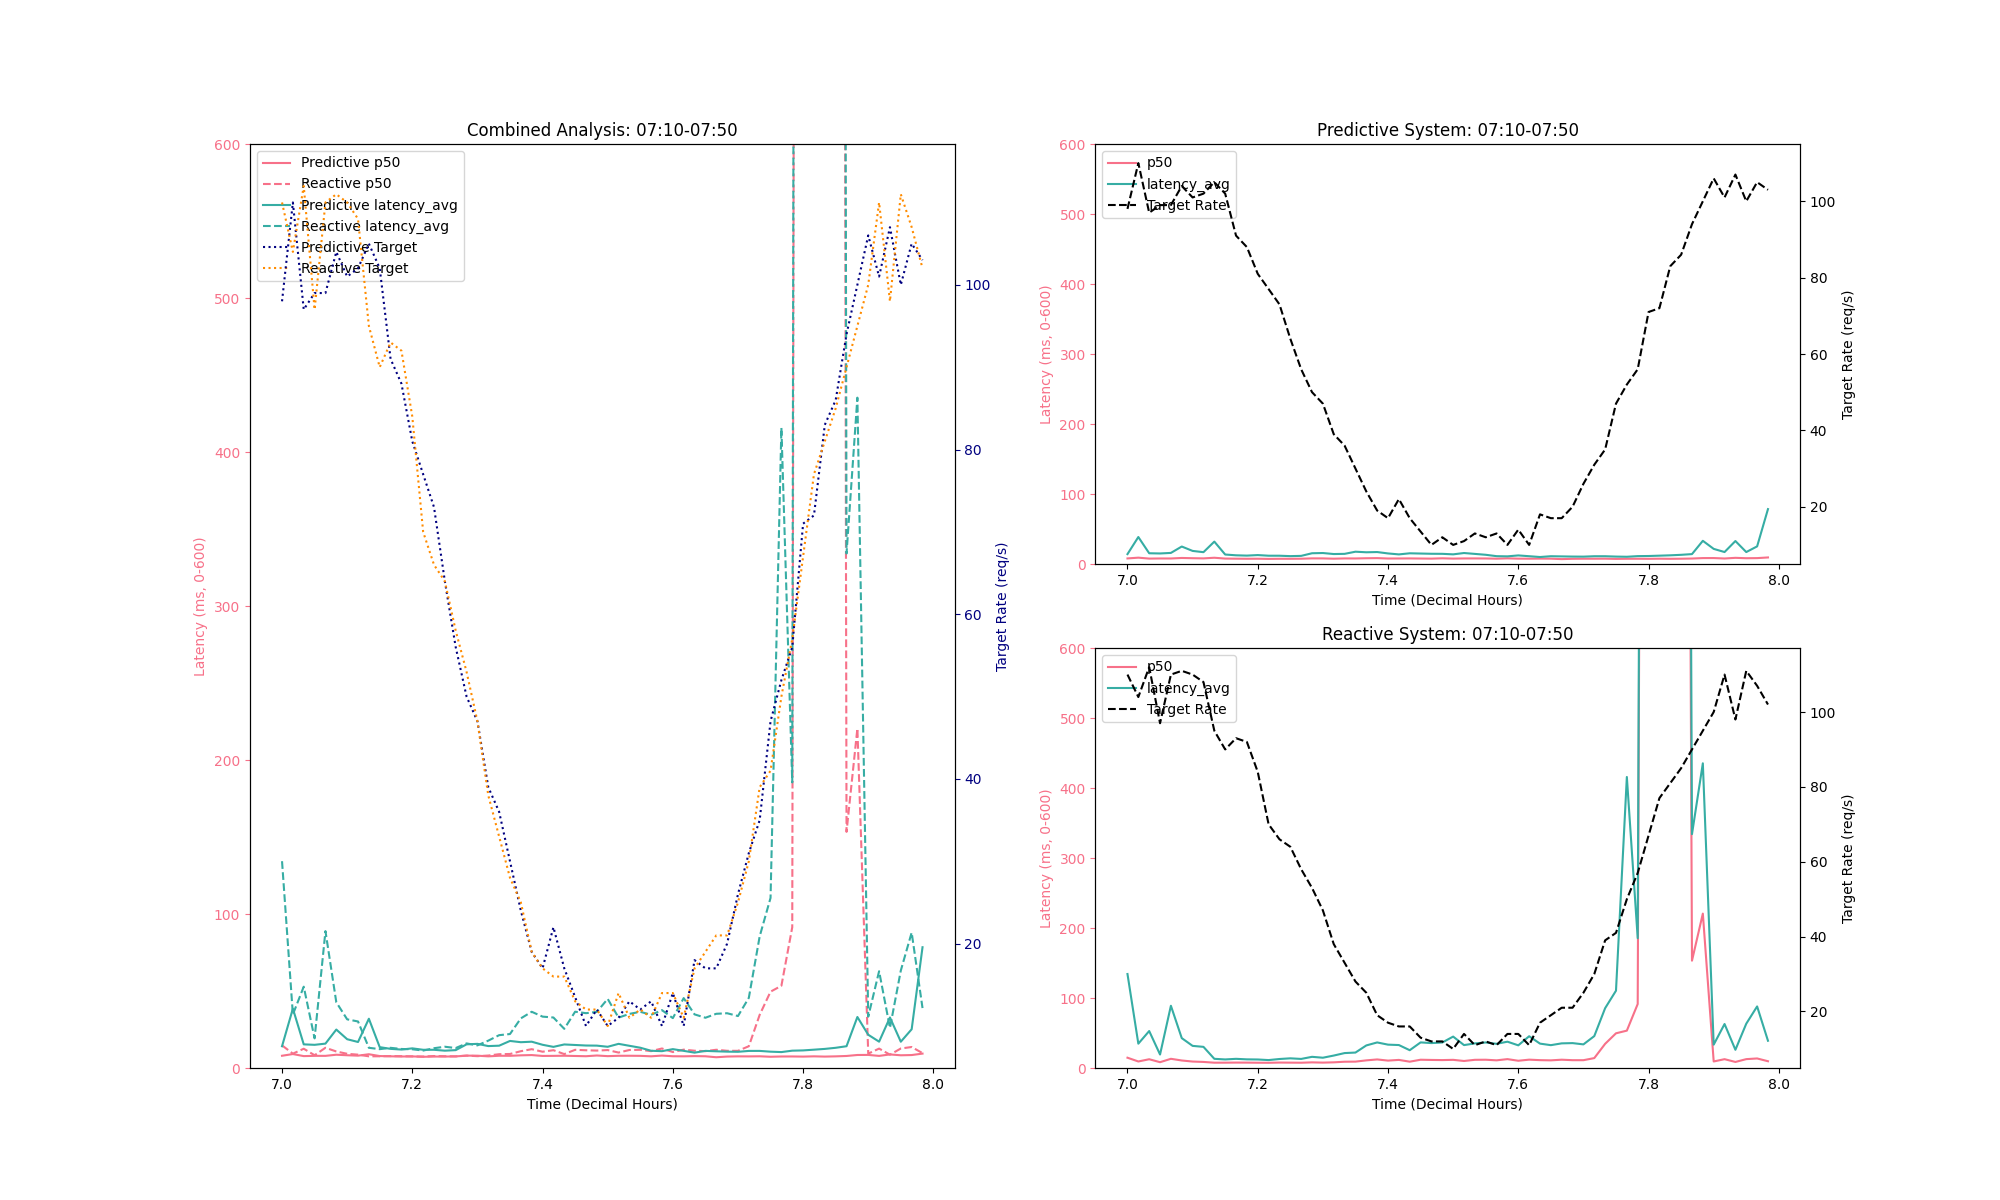 Combined Analysis: 07:10-07:50
Predictive p50
Reactive p50
Predictive latency_avg
Reactive latency_avg
Predictive Target
Reactive Target
600
500
400
300
200
100
0
Latency (ms, 0-600)
100
80
60
40
20
Target Rate (req/s)
7.0 7.2 7.4 7.6 7.8 8.0
Time (Decimal Hours)
Predictive System: 07:10-07:50
p50
latency_avg
Target Rate
600
500
400
300
200
100
0
Latency (ms, 0-600)
100
80
60
40
20
Target Rate (req/s)
7.0 7.2 7.4 7.6 7.8 8.0
Time (Decimal Hours)
Reactive System: 07:10-07:50
p50
latency_avg
Target Rate
600
500
400
300
200
100
0
Latency (ms, 0-600)
100
80
60
40
20
Target Rate (req/s)
7.0 7.2 7.4 7.6 7.8 8.0
Time (Decimal Hours)